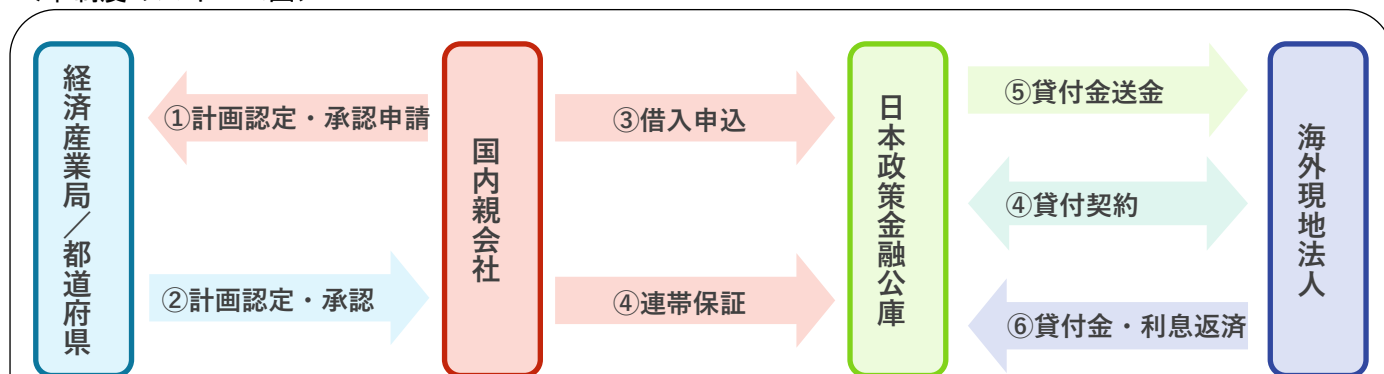 経済産業局／都道府県
①計画認定・承認申請
②計画認定・承認
国内親会社
③借入申込
④連帯保証
日本政策金融公庫
⑤貸付金送金
④貸付契約
⑥貸付金・利息返済
海外現地法人